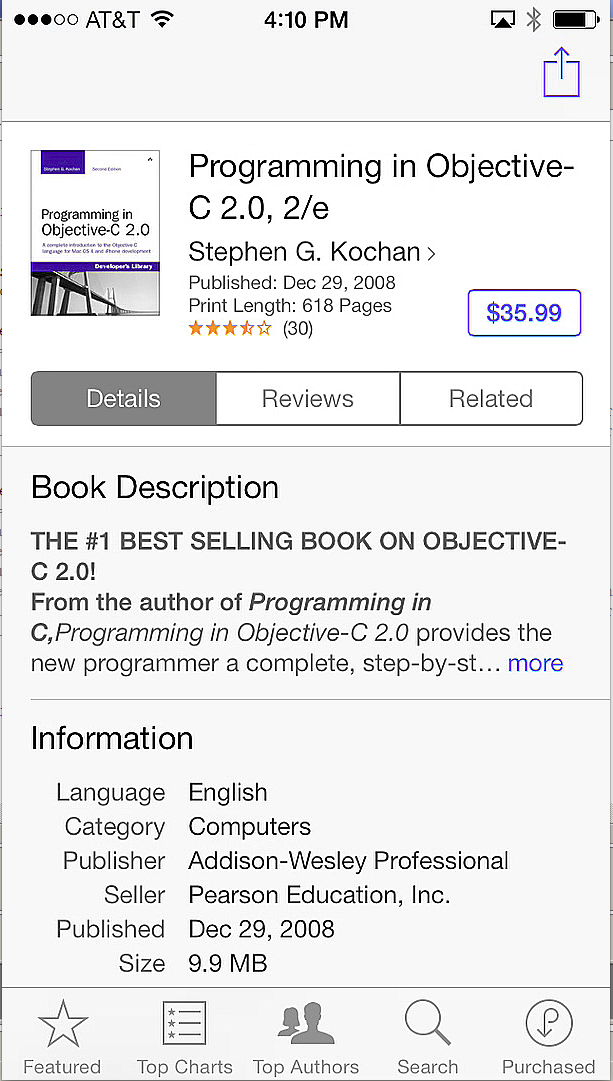 AT&T 4:10 PM
Stephen G. Kochan Second Edition
Programming in
Objective-C 2.0
A complete introduction to the Objective-C
language for Mac OS X and iPhone development
Developer's Library
Programming in Objective-
C 2.0, 2/e
Stephen G. Kochan
Published: Dec 29, 2008
Print Length: 618 Pages
(30)
$35.99
Details Reviews Related
Book Description
THE #1 BEST SELLING BOOK ON OBJECTIVE-
C 2.0!
From the author of Programming in
C,Programming in Objective-C 2.0 provides the
new programmer a complete, step-by-st... more
Information
Language English
Category Computers
Publisher Addison-Wesley Professional
Seller Pearson Education, Inc.
Published Dec 29, 2008
Size 9.9 MB
Featured Top Charts Top Authors Search Purchased